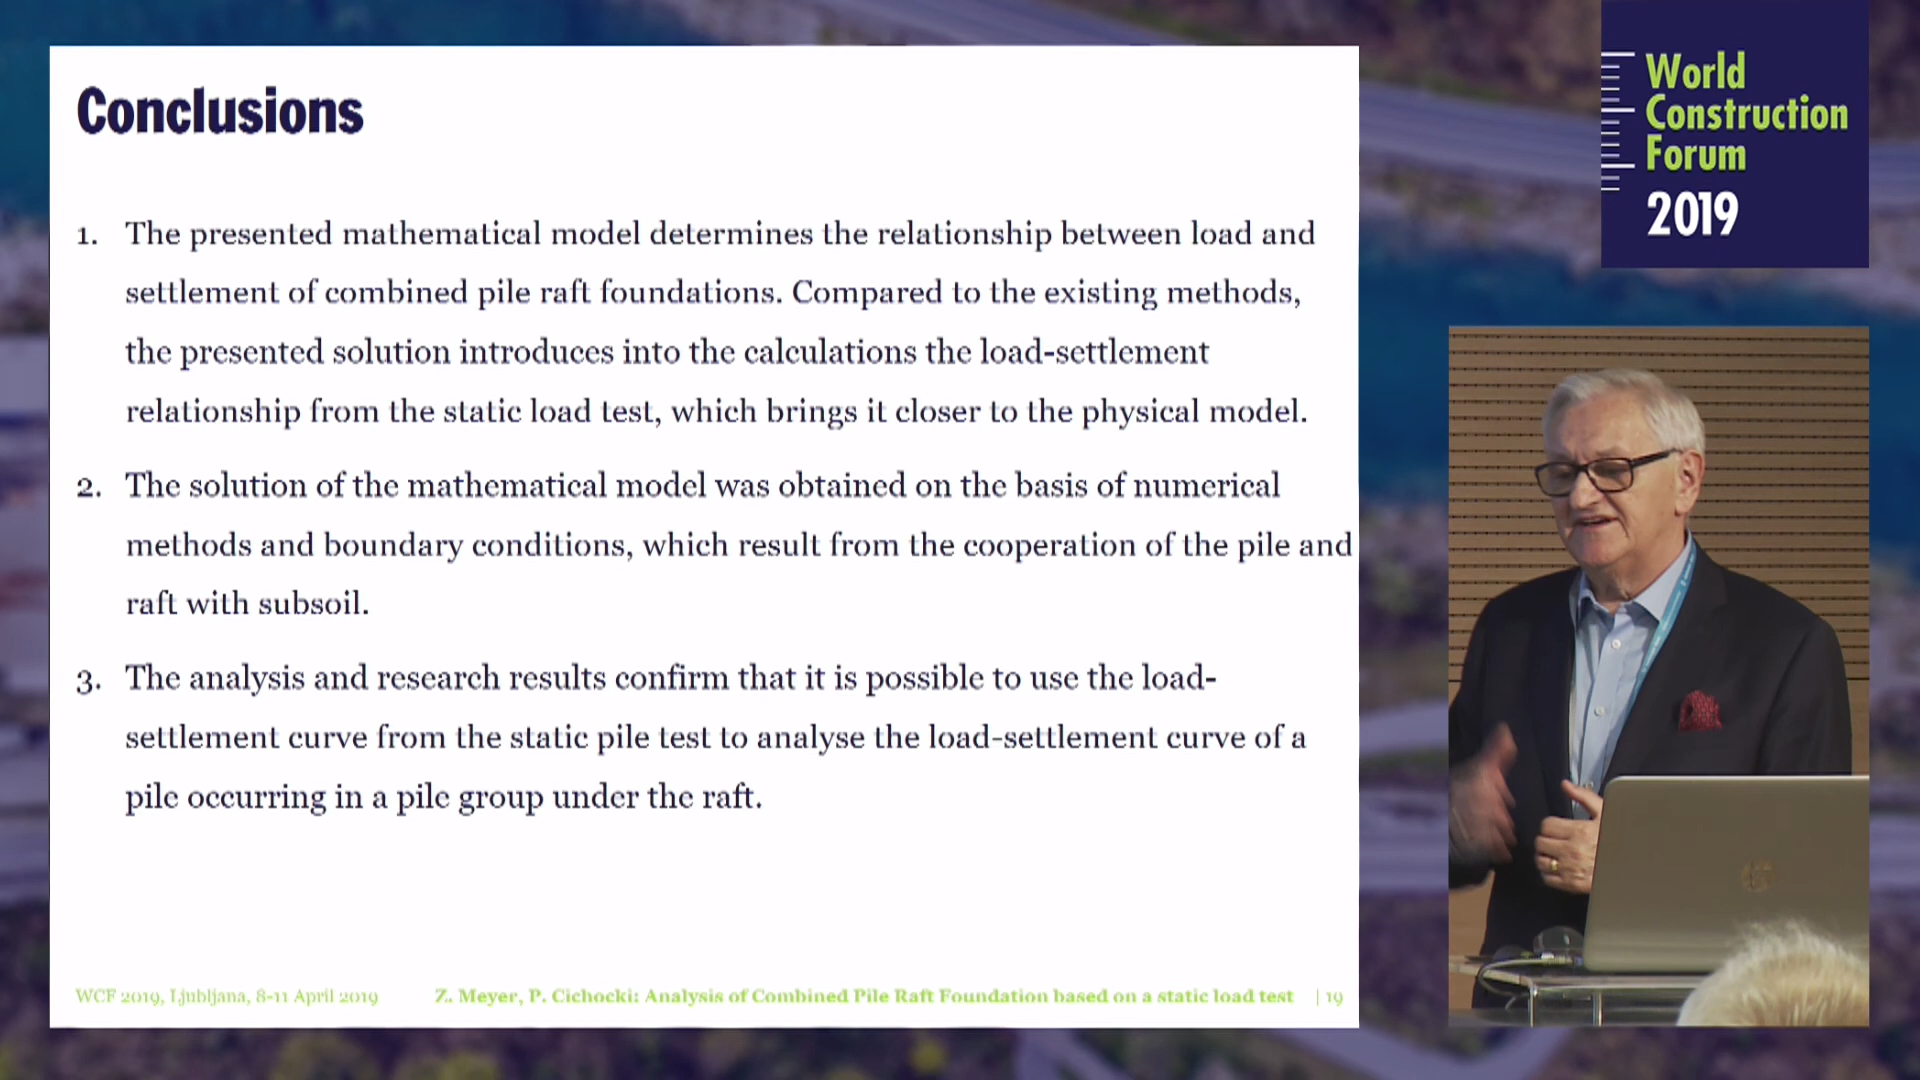 Conclusions
1. The presented mathematical model determines the relationship between load and
settlement of combined pile raft foundations. Compared to the existing methods,
the presented solution introduces into the calculations the load-settlement
relationship from the static load test, which brings it closer to the physical model.
2. The solution of the mathematical model was obtained on the basis of numerical
methods and boundary conditions, which result from the cooperation of the pile and
raft with subsoil.
3. The analysis and research results confirm that it is possible to use the load-
settlement curve from the static pile test to analyse the load-settlement curve of a
pile occurring in a pile group under the raft.
WCF 2019, Ljubljana, 8-11 April 2019 Z. Meyer, P. Cichocki: Analysis of Combined Pile Raft Foundation based on a static load test | 19
World
Construction
Forum
2019